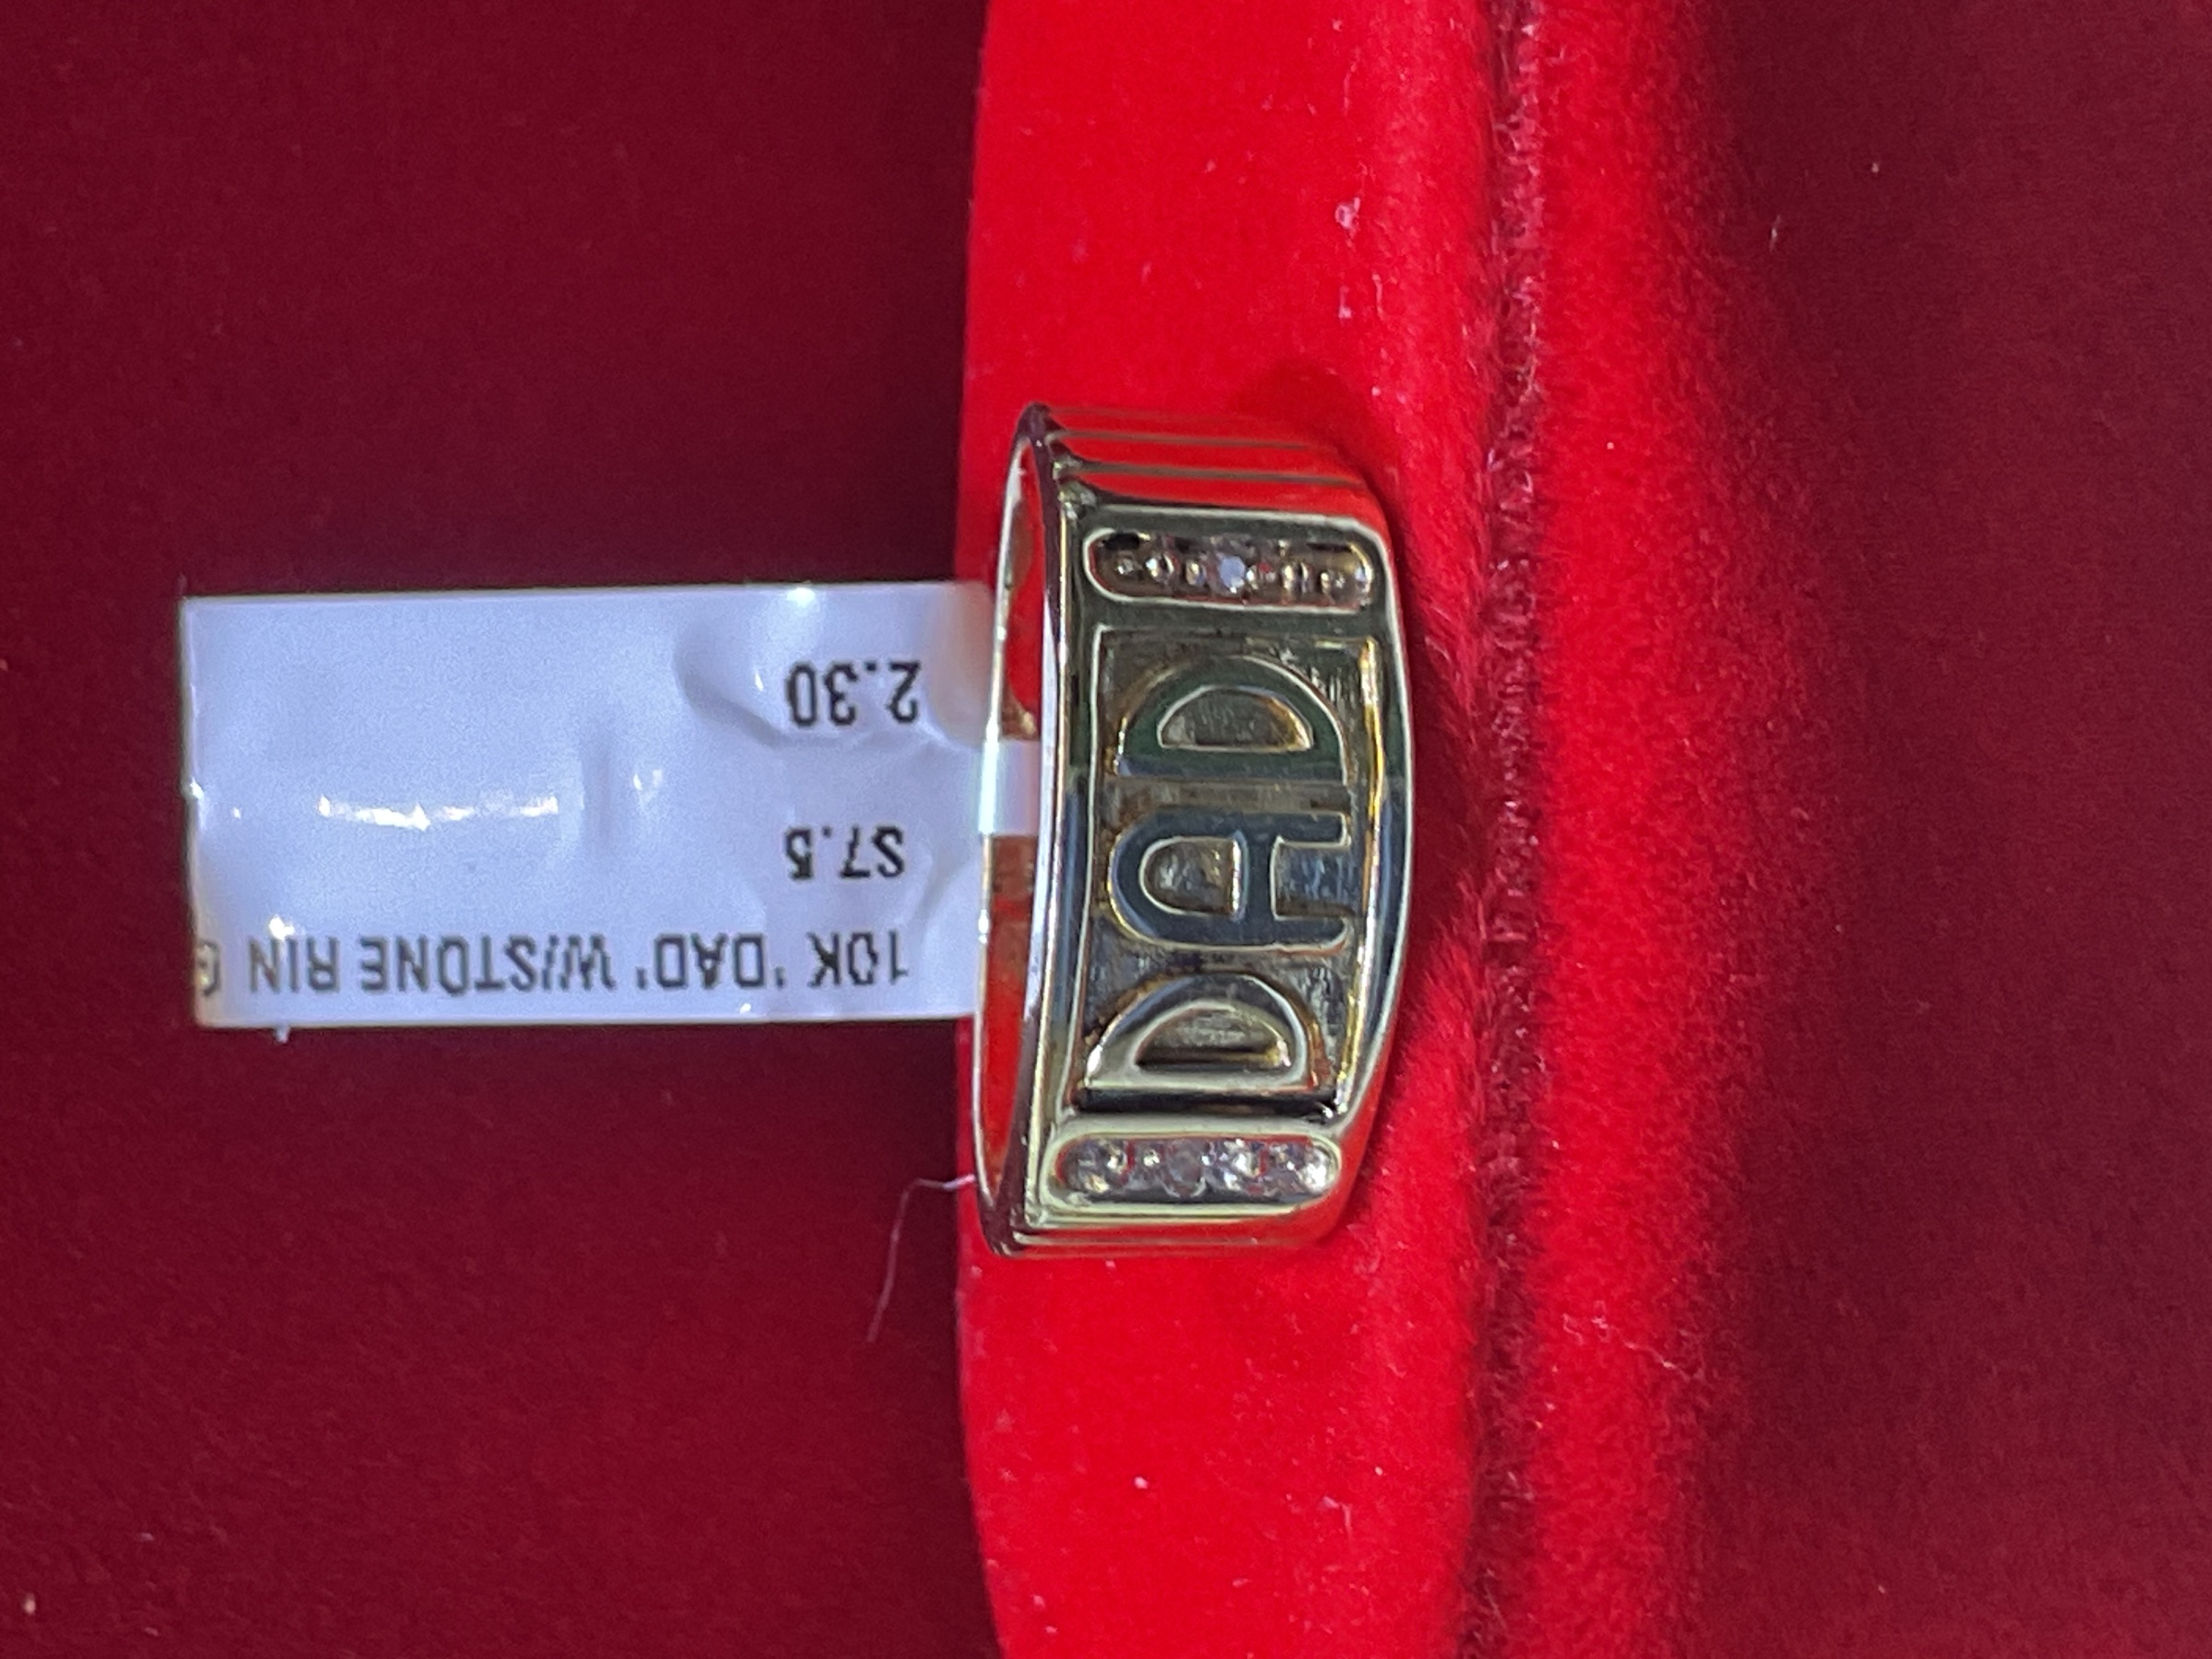 10K 'DAD' W/STONE RIN G
S7.5
2.30
DAD